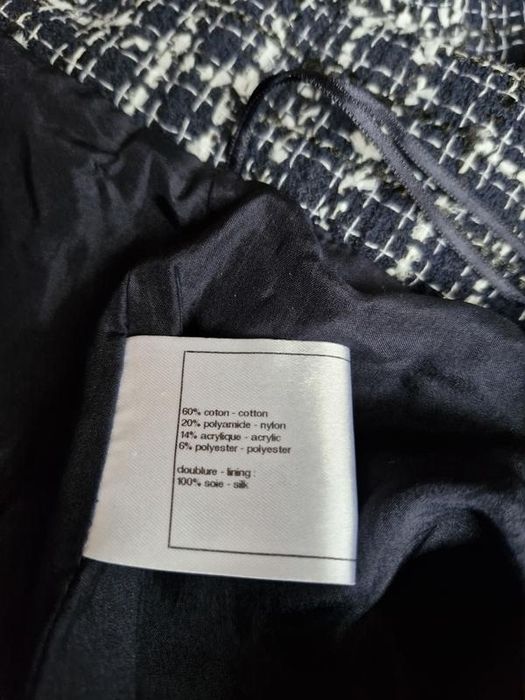 60% coton - cotton
20% polyamide - nylon
14% acrylique - acrylic
6% polyester - polyester
doublure - lining :
100% soie - silk